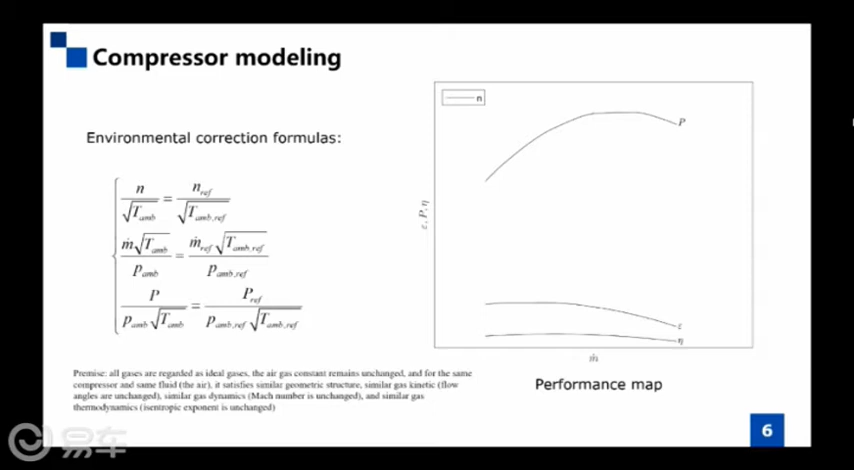 Compressor modeling
Environmental correction formulas:
n/√T_amb = n_ref/√T_amb,ref
ṁ√T_amb/p_amb = ṁ_ref√T_amb,ref/p_amb,ref
P/p_amb√T_amb = P_ref/p_amb,ref√T_amb,ref
Premise: all gases are regarded as ideal gases, the air gas constant remains unchanged, and for the same
compressor and same fluid (the air), it satisfies similar geometric structure, similar gas kinetic (flow
angles are unchanged), similar gas dynamics (Mach number is unchanged), and similar gas
thermodynamics (isentropic exponent is unchanged)
n
P
ε, P, η
ε
η
ṁ
Performance map
6
易车